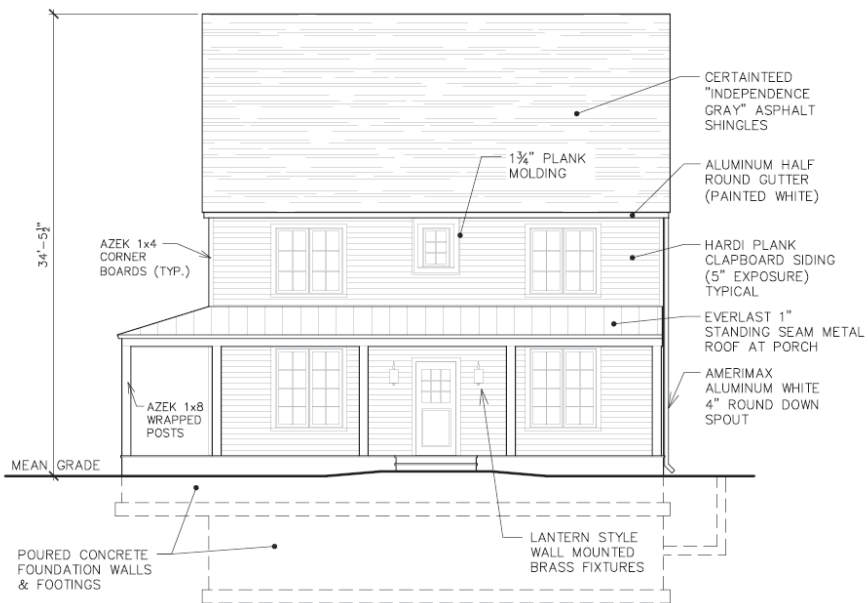 CERTAINTEED
"INDEPENDENCE
GRAY" ASPHALT
SHINGLES
1¾" PLANK
MOLDING
ALUMINUM HALF
ROUND GUTTER
(PAINTED WHITE)
34'-5½"
AZEK 1x4
CORNER
BOARDS (TYP.)
HARDI PLANK
CLAPBOARD SIDING
(5" EXPOSURE)
TYPICAL
EVERLAST 1"
STANDING SEAM METAL
ROOF AT PORCH
AMERIMAX
ALUMINUM WHITE
4" ROUND DOWN
SPOUT
AZEK 1x8
WRAPPED
POSTS
MEAN GRADE
LANTERN STYLE
WALL MOUNTED
BRASS FIXTURES
POURED CONCRETE
FOUNDATION WALLS
& FOOTINGS